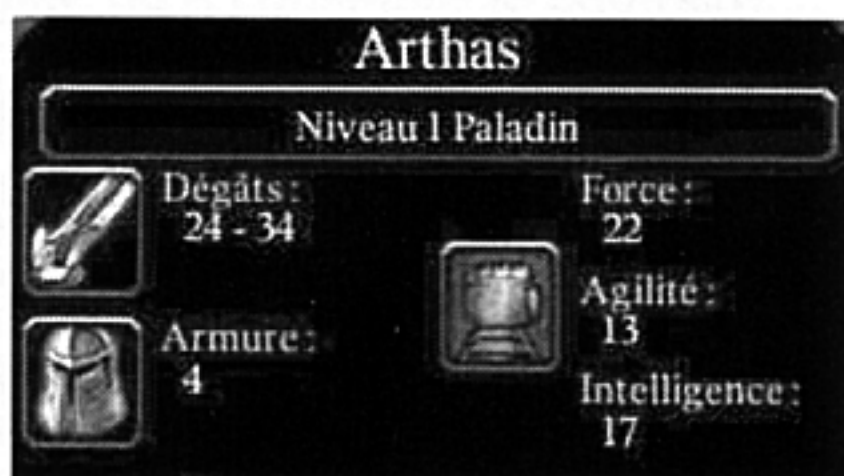 Arthas
Niveau 1 Paladin
Dégâts :
24 - 34
Armure :
4
Force :
22
Agilité :
13
Intelligence :
17